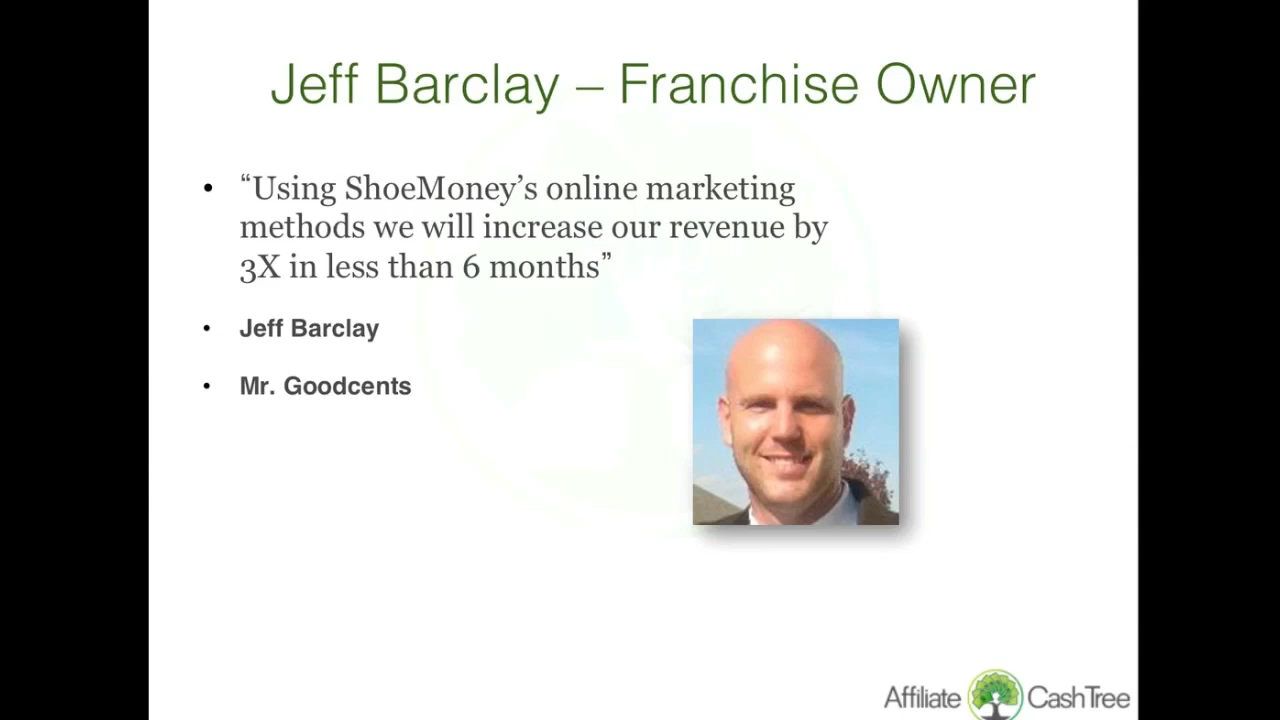 Jeff Barclay – Franchise Owner
• “Using ShoeMoney’s online marketing
methods we will increase our revenue by
3X in less than 6 months”
• Jeff Barclay
• Mr. Goodcents
Affiliate CashTree